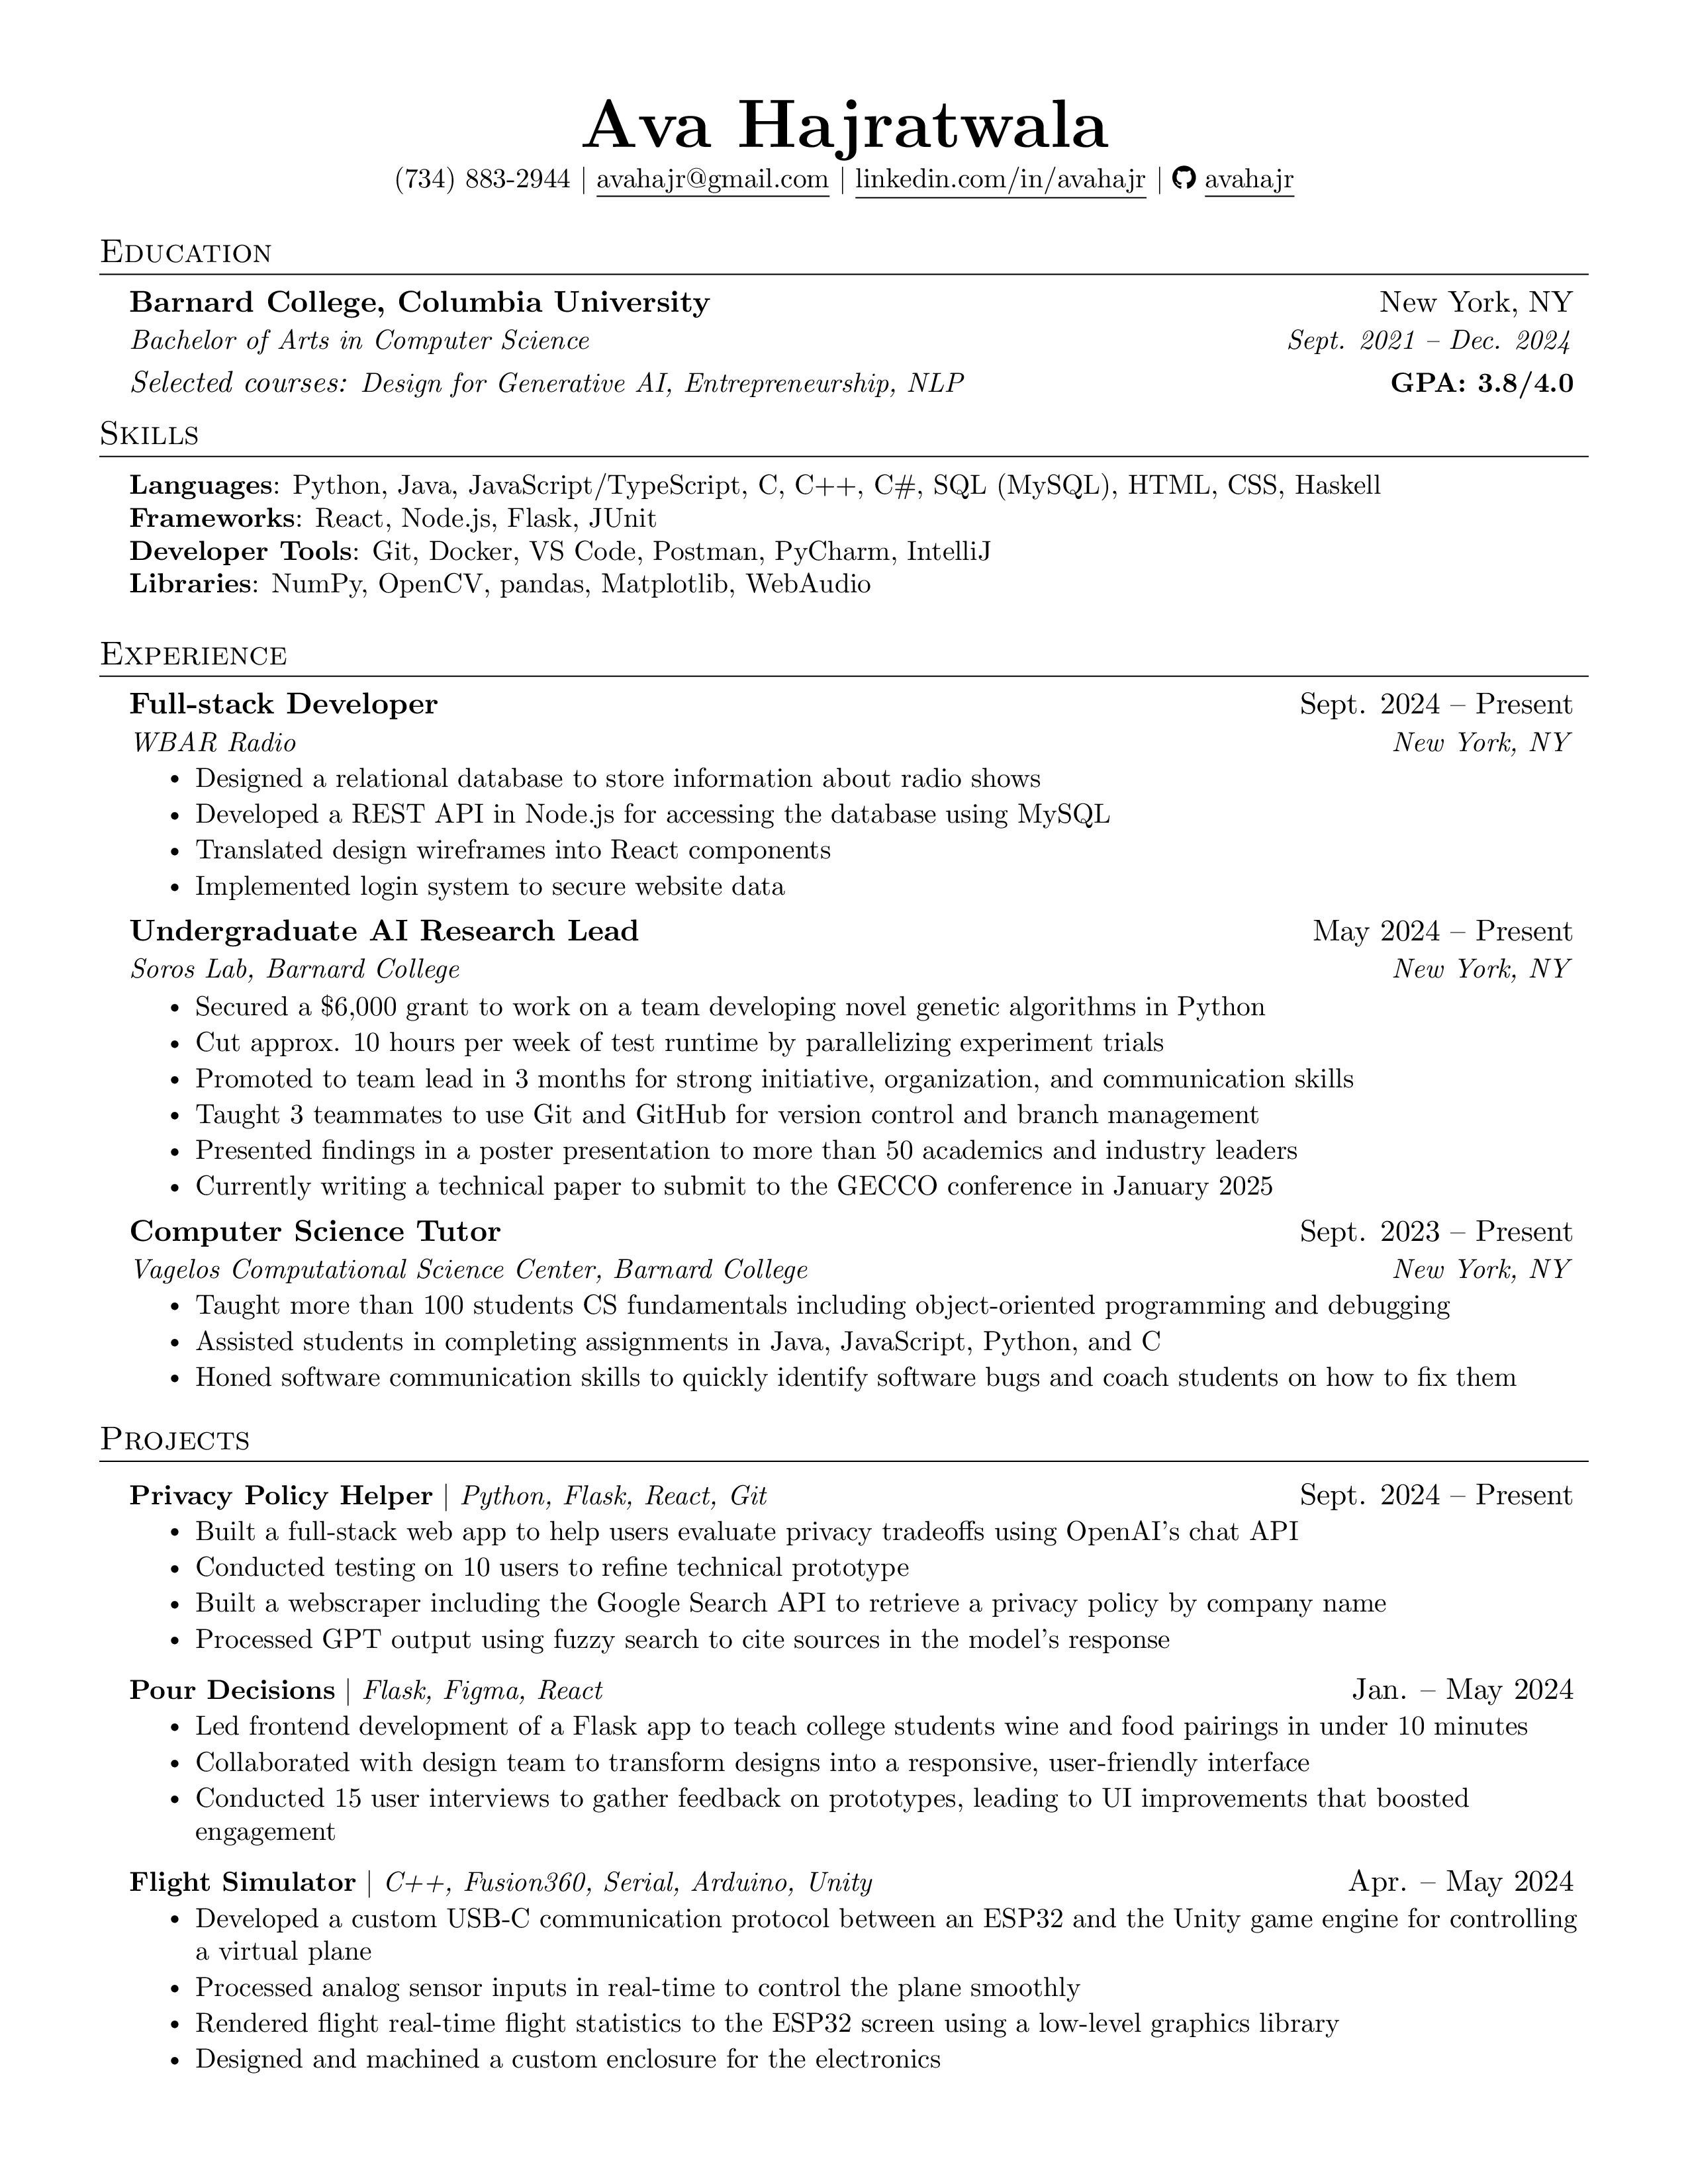 Ava Hajratwala
(734) 883-2944 | avahajr@gmail.com | linkedin.com/in/avahajr | avahajr
Education
Barnard College, Columbia University New York, NY
Bachelor of Arts in Computer Science Sept. 2021 – Dec. 2024
Selected courses: Design for Generative AI, Entrepreneurship, NLP GPA: 3.8/4.0
Skills
Languages: Python, Java, JavaScript/TypeScript, C, C++, C#, SQL (MySQL), HTML, CSS, Haskell
Frameworks: React, Node.js, Flask, JUnit
Developer Tools: Git, Docker, VS Code, Postman, PyCharm, IntelliJ
Libraries: NumPy, OpenCV, pandas, Matplotlib, WebAudio
Experience
Full-stack Developer Sept. 2024 – Present
WBAR Radio New York, NY
• Designed a relational database to store information about radio shows
• Developed a REST API in Node.js for accessing the database using MySQL
• Translated design wireframes into React components
• Implemented login system to secure website data
Undergraduate AI Research Lead May 2024 – Present
Soros Lab, Barnard College New York, NY
• Secured a $6,000 grant to work on a team developing novel genetic algorithms in Python
• Cut approx. 10 hours per week of test runtime by parallelizing experiment trials
• Promoted to team lead in 3 months for strong initiative, organization, and communication skills
• Taught 3 teammates to use Git and GitHub for version control and branch management
• Presented findings in a poster presentation to more than 50 academics and industry leaders
• Currently writing a technical paper to submit to the GECCO conference in January 2025
Computer Science Tutor Sept. 2023 – Present
Vagelos Computational Science Center, Barnard College New York, NY
• Taught more than 100 students CS fundamentals including object-oriented programming and debugging
• Assisted students in completing assignments in Java, JavaScript, Python, and C
• Honed software communication skills to quickly identify software bugs and coach students on how to fix them
Projects
Privacy Policy Helper | Python, Flask, React, Git Sept. 2024 – Present
• Built a full-stack web app to help users evaluate privacy tradeoffs using OpenAI's chat API
• Conducted testing on 10 users to refine technical prototype
• Built a webscraper including the Google Search API to retrieve a privacy policy by company name
• Processed GPT output using fuzzy search to cite sources in the model's response
Pour Decisions | Flask, Figma, React Jan. – May 2024
• Led frontend development of a Flask app to teach college students wine and food pairings in under 10 minutes
• Collaborated with design team to transform designs into a responsive, user-friendly interface
• Conducted 15 user interviews to gather feedback on prototypes, leading to UI improvements that boosted
engagement
Flight Simulator | C++, Fusion360, Serial, Arduino, Unity Apr. – May 2024
• Developed a custom USB-C communication protocol between an ESP32 and the Unity game engine for controlling
a virtual plane
• Processed analog sensor inputs in real-time to control the plane smoothly
• Rendered flight real-time flight statistics to the ESP32 screen using a low-level graphics library
• Designed and machined a custom enclosure for the electronics